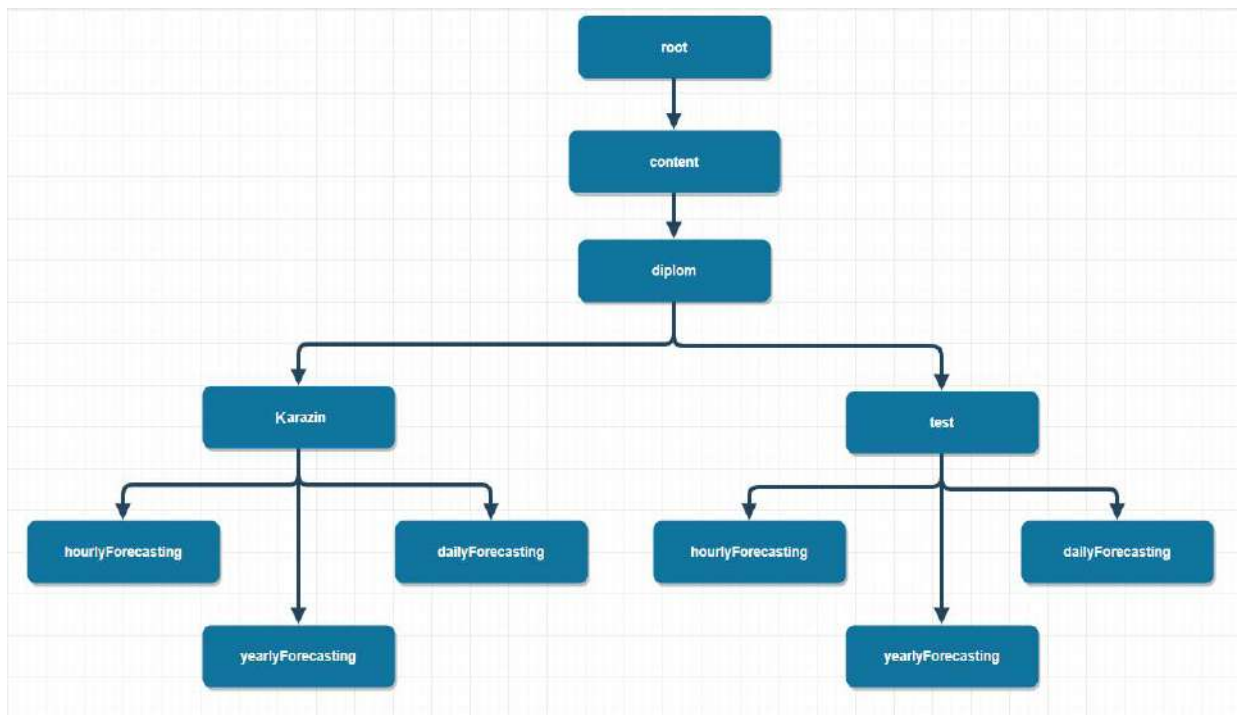 root
content
diplom
Karazin
test
hourlyForecasting
dailyForecasting
hourlyForecasting
dailyForecasting
yearlyForecasting
yearlyForecasting